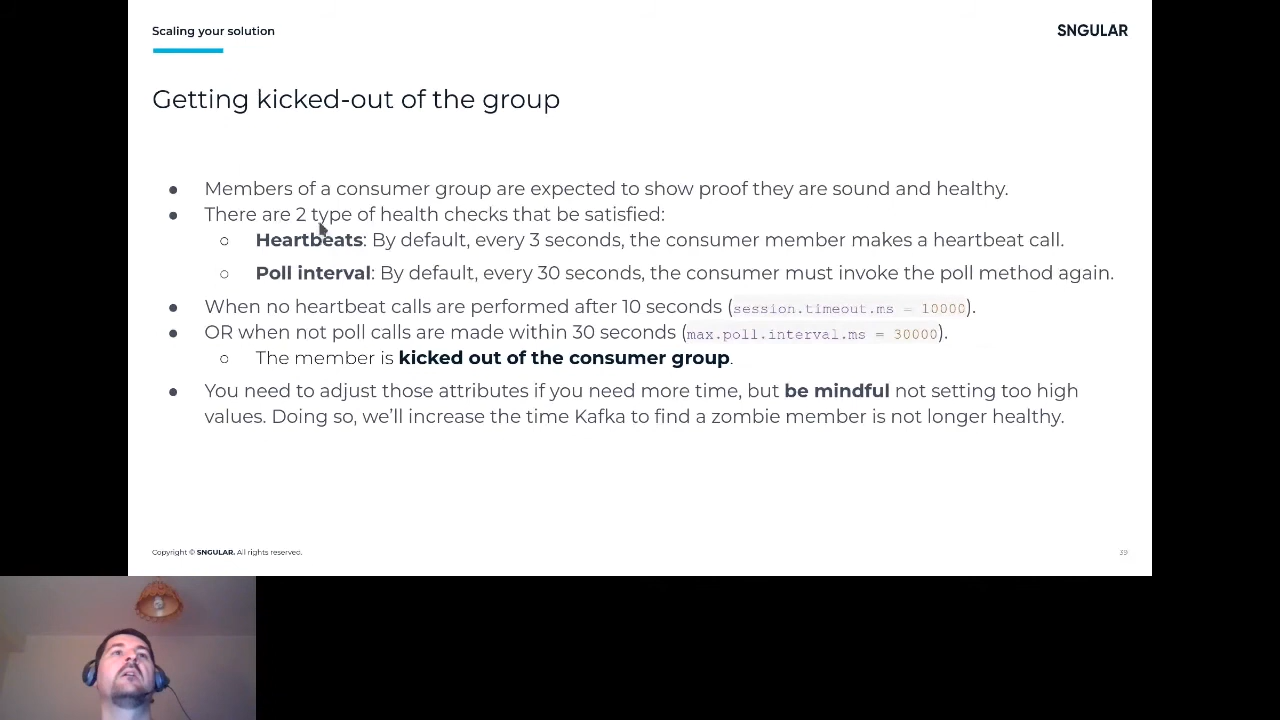 Scaling your solution
SNGULAR
Getting kicked-out of the group
● Members of a consumer group are expected to show proof they are sound and healthy.
● There are 2 type of health checks that be satisfied:
○ Heartbeats: By default, every 3 seconds, the consumer member makes a heartbeat call.
○ Poll interval: By default, every 30 seconds, the consumer must invoke the poll method again.
● When no heartbeat calls are performed after 10 seconds (session.timeout.ms = 10000).
● OR when not poll calls are made within 30 seconds (max.poll.interval.ms = 30000).
○ The member is kicked out of the consumer group.
● You need to adjust those attributes if you need more time, but be mindful not setting too high
values. Doing so, we’ll increase the time Kafka to find a zombie member is not longer healthy.
Copyright © SNGULAR. All rights reserved.
39